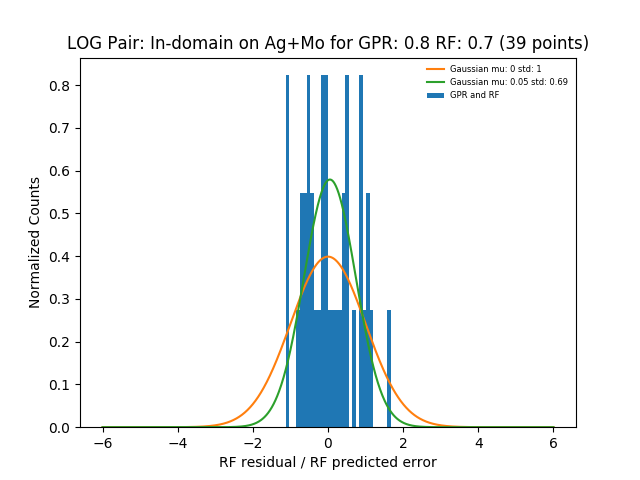 LOG Pair: In-domain on Ag+Mo for GPR: 0.8 RF: 0.7 (39 points)
Gaussian mu: 0 std: 1
Gaussian mu: 0.05 std: 0.69
GPR and RF
Normalized Counts
0.8
0.7
0.6
0.5
0.4
0.3
0.2
0.1
0.0
−6 −4 −2 0 2 4 6
RF residual / RF predicted error